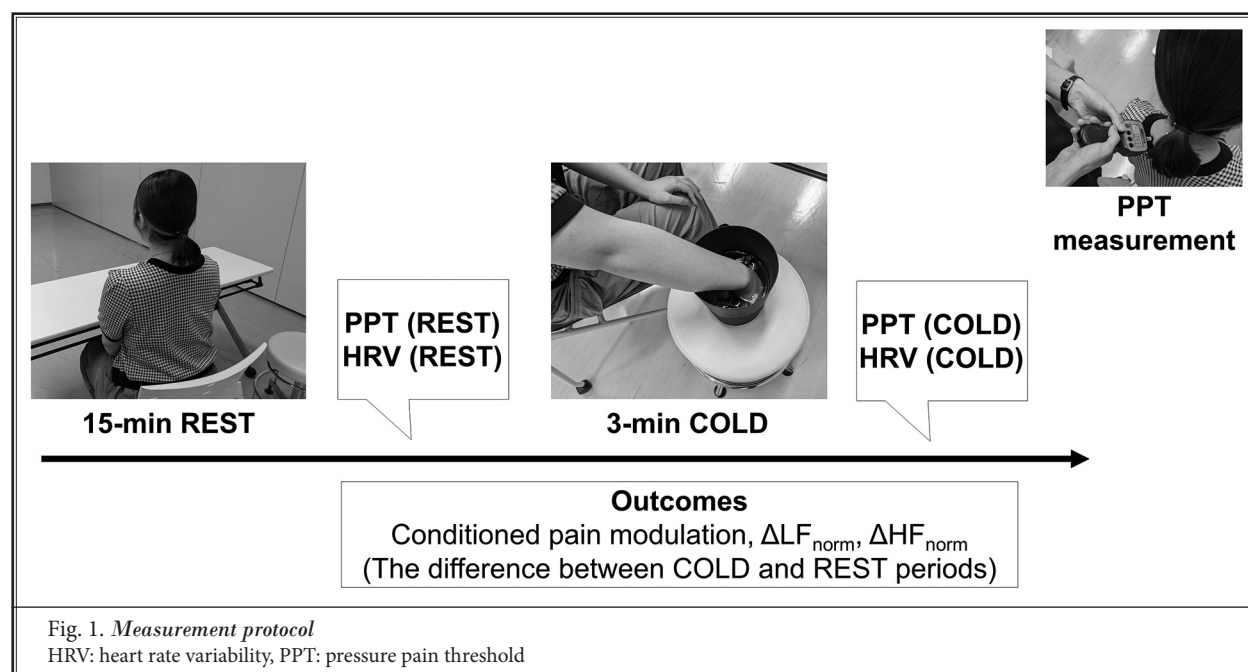 PPT
measurement
PPT (REST)
HRV (REST)
PPT (COLD)
HRV (COLD)
15-min REST
3-min COLD
Outcomes
Conditioned pain modulation, ΔLFnorm, ΔHFnorm
(The difference between COLD and REST periods)
Fig. 1. Measurement protocol
HRV: heart rate variability, PPT: pressure pain threshold